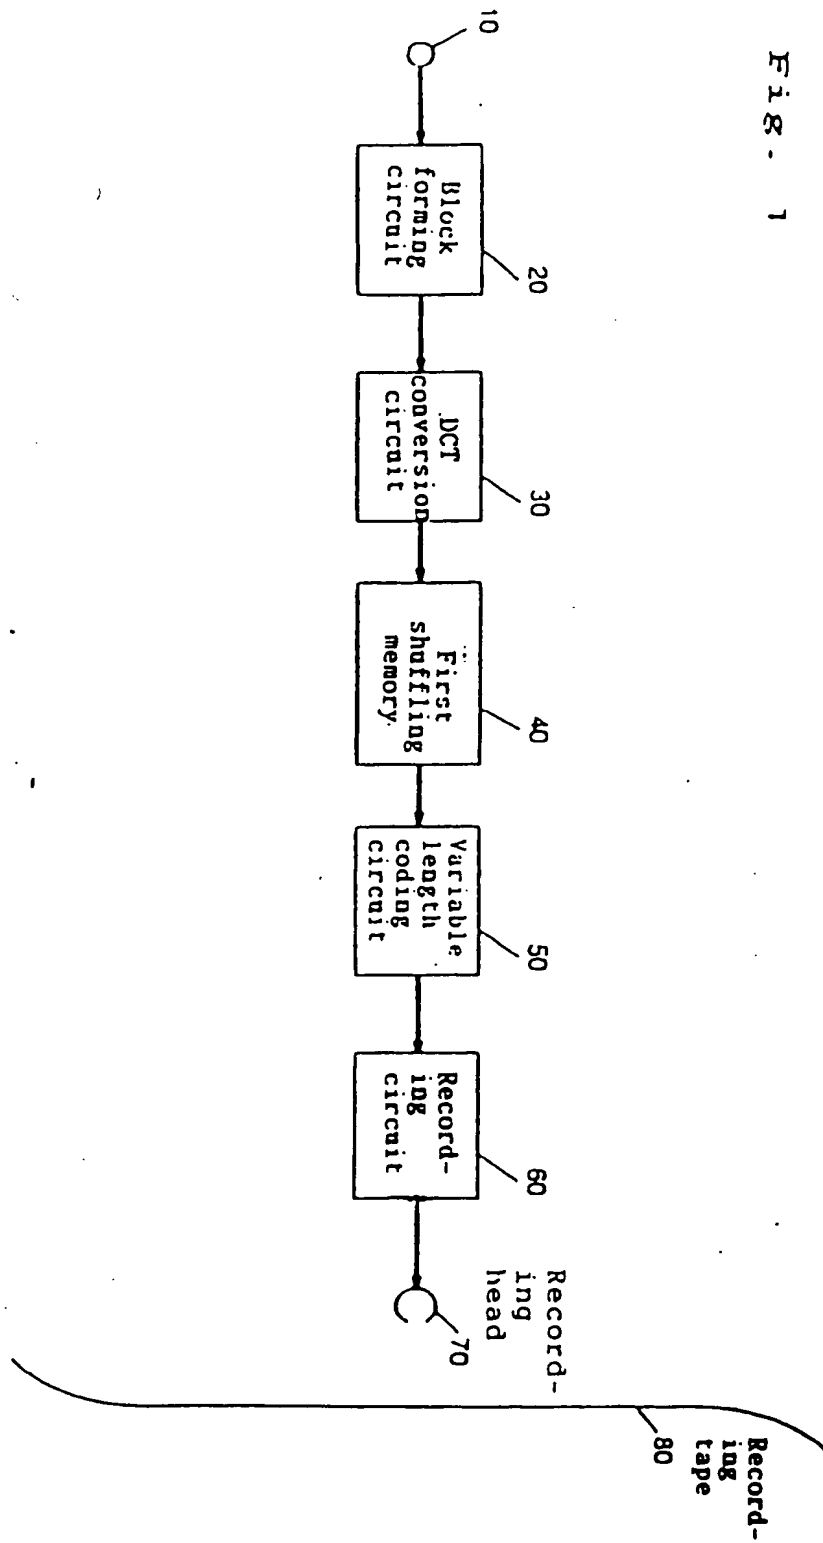 Fig. 1
10
Block
forming
circuit
20
DCT
conversion
circuit
30
First
shuffling
memory
40
Variable
length
coding
circuit
50
Record-
ing
circuit
60
Record-
ing
head
70
Record-
ing
tape
80